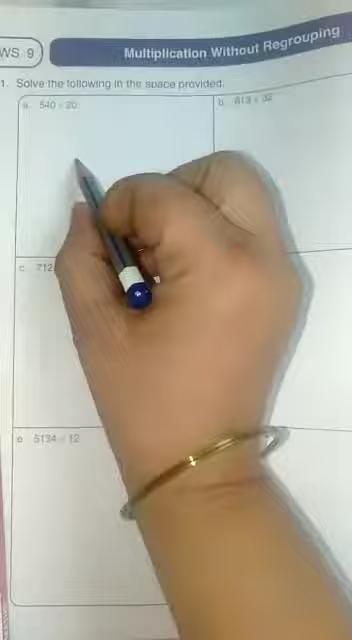 WS 9
Multiplication Without Regrouping
1. Solve the following in the space provided.
a. 540 × 20
b. 813 × 32
c. 712
e. 5134 × 12